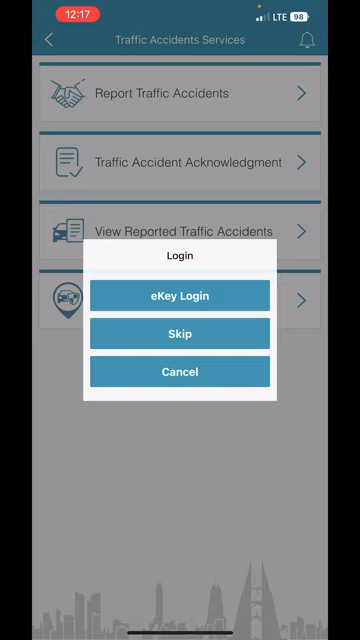 12:17
LTE 98
Traffic Accidents Services
Report Traffic Accidents
Traffic Accident Acknowledgment
View Reported Traffic Accidents
Login
eKey Login
Skip
Cancel